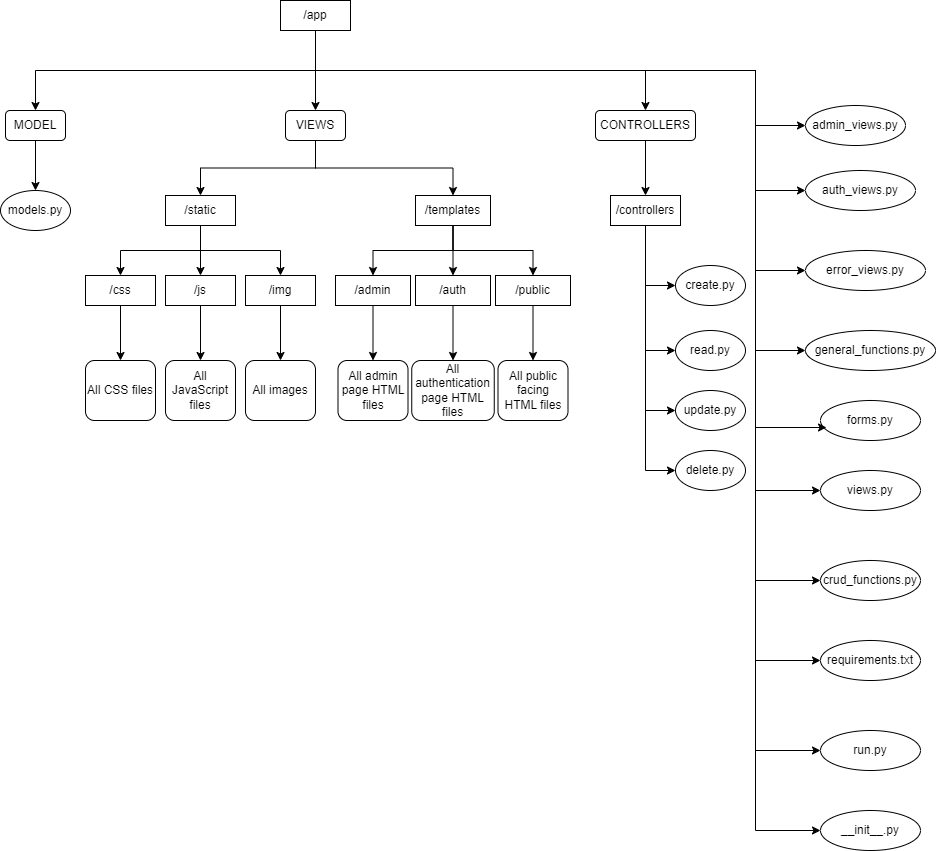 /app
MODEL
VIEWS
CONTROLLERS
admin_views.py
auth_views.py
models.py
/static
/templates
/controllers
error_views.py
/css
/js
/img
/admin
/auth
/public
create.py
read.py
general_functions.py
All CSS files
All
JavaScript
files
All images
All admin
page HTML
files
All
authentication
page HTML
files
All public
facing
HTML files
update.py
forms.py
delete.py
views.py
crud_functions.py
requirements.txt
run.py
__init__.py